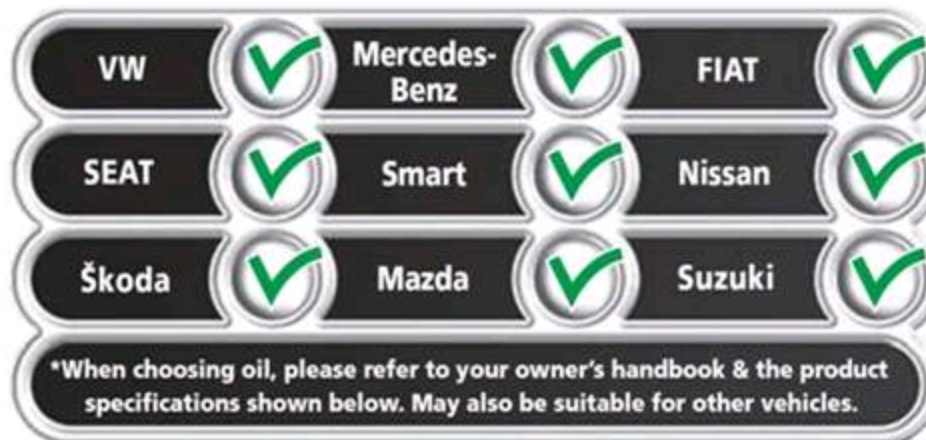 VW Mercedes-Benz FIAT
SEAT Smart Nissan
Škoda Mazda Suzuki
*When choosing oil, please refer to your owner's handbook & the product
specifications shown below. May also be suitable for other vehicles.